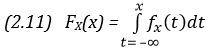 (2.11) F_X(x) = ∫_{t=-∞}^{x} f_x(t) dt